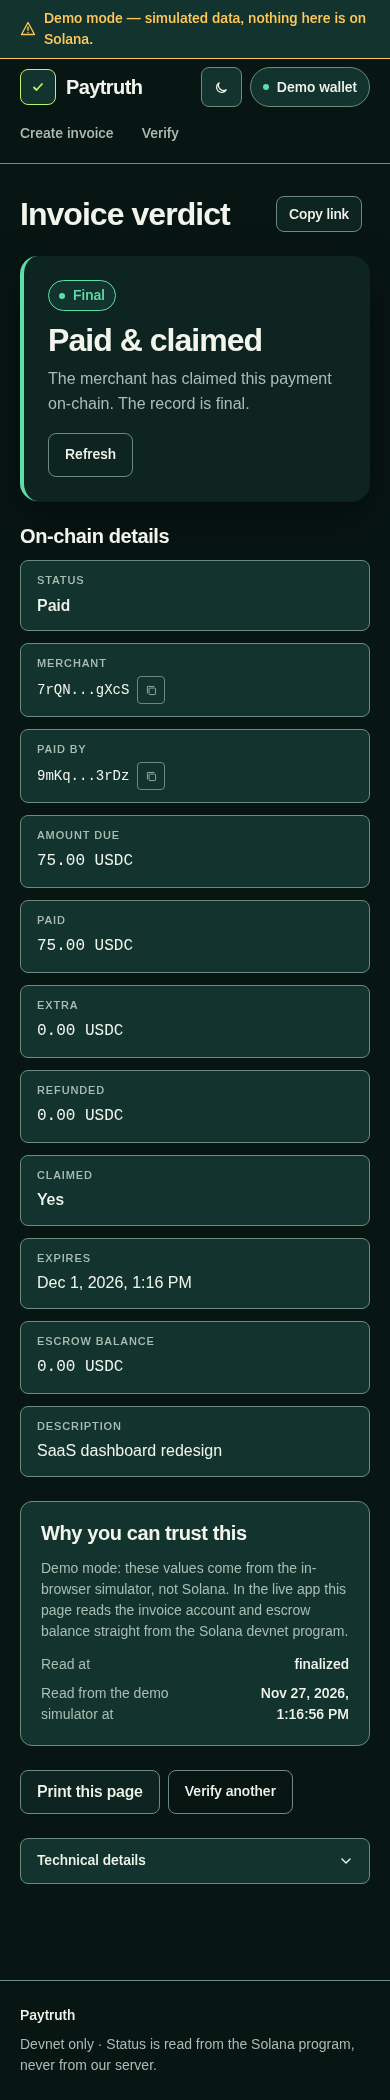 Demo mode — simulated data, nothing here is on
Solana.
Paytruth
Demo wallet
Create invoice
Verify
Invoice verdict
Copy link
Final
Paid & claimed
The merchant has claimed this payment
on-chain. The record is final.
Refresh
On-chain details
STATUS
Paid
MERCHANT
7rQN...gXcS
PAID BY
9mKq...3rDz
AMOUNT DUE
75.00 USDC
PAID
75.00 USDC
EXTRA
0.00 USDC
REFUNDED
0.00 USDC
CLAIMED
Yes
EXPIRES
Dec 1, 2026, 1:16 PM
ESCROW BALANCE
0.00 USDC
DESCRIPTION
SaaS dashboard redesign
Why you can trust this
Demo mode: these values come from the in-
browser simulator, not Solana. In the live app this
page reads the invoice account and escrow
balance straight from the Solana devnet program.
Read at
finalized
Read from the demo
simulator at
Nov 27, 2026,
1:16:56 PM
Print this page
Verify another
Technical details
Paytruth
Devnet only · Status is read from the Solana program,
never from our server.